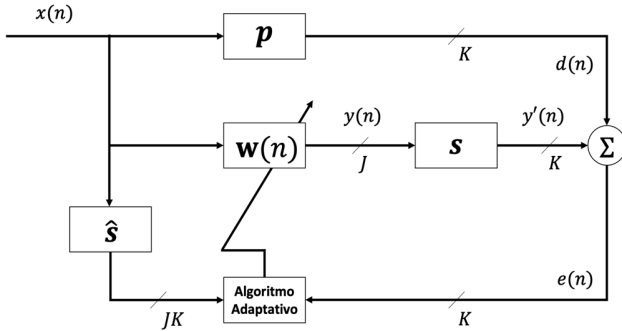 x(n)
p
K
d(n)
w(n)
y(n)
J
s
y′(n)
K
Σ
ŝ
JK
Algoritmo
Adaptativo
K
e(n)